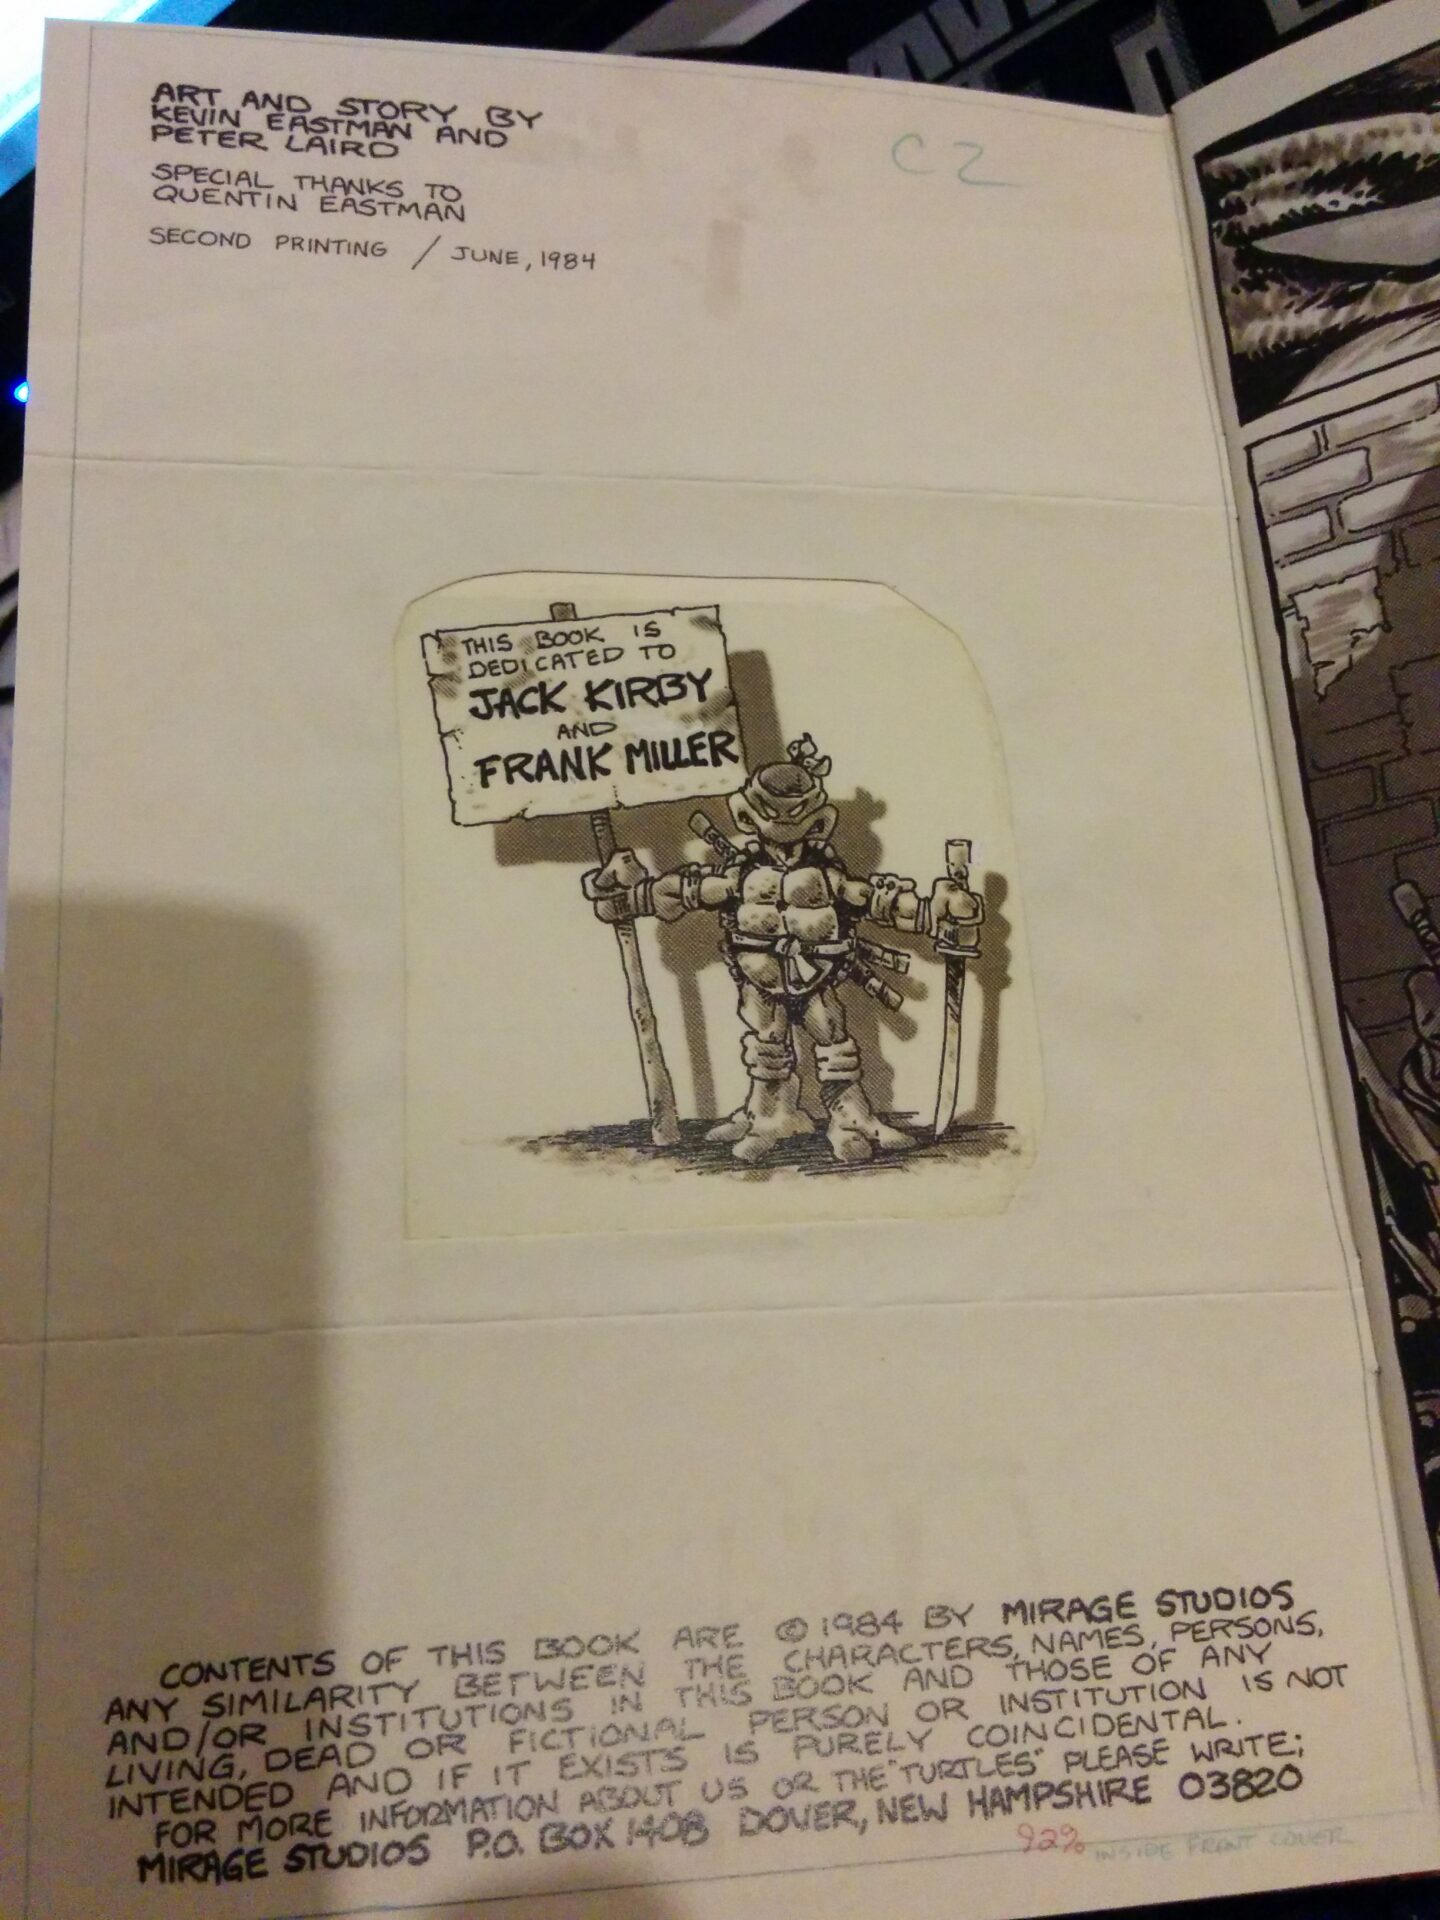 ART AND STORY BY
KEVIN EASTMAN AND
PETER LAIRD
SPECIAL THANKS TO
QUENTIN EASTMAN
SECOND PRINTING / JUNE, 1984
C2
THIS BOOK IS
DEDICATED TO
JACK KIRBY
AND
FRANK MILLER
CONTENTS OF THIS BOOK ARE © 1984 BY MIRAGE STUDIOS
ANY SIMILARITY BETWEEN THE CHARACTERS, NAMES, PERSONS,
AND/OR INSTITUTIONS IN THIS BOOK AND THOSE OF ANY
LIVING, DEAD OR FICTIONAL PERSON OR INSTITUTION IS NOT
INTENDED AND IF IT EXISTS IS PURELY COINCIDENTAL.
FOR MORE INFORMATION ABOUT US OR THE "TURTLES" PLEASE WRITE;
MIRAGE STUDIOS P.O. BOX 1408 DOVER, NEW HAMPSHIRE 03820
92% INSIDE FRONT COVER